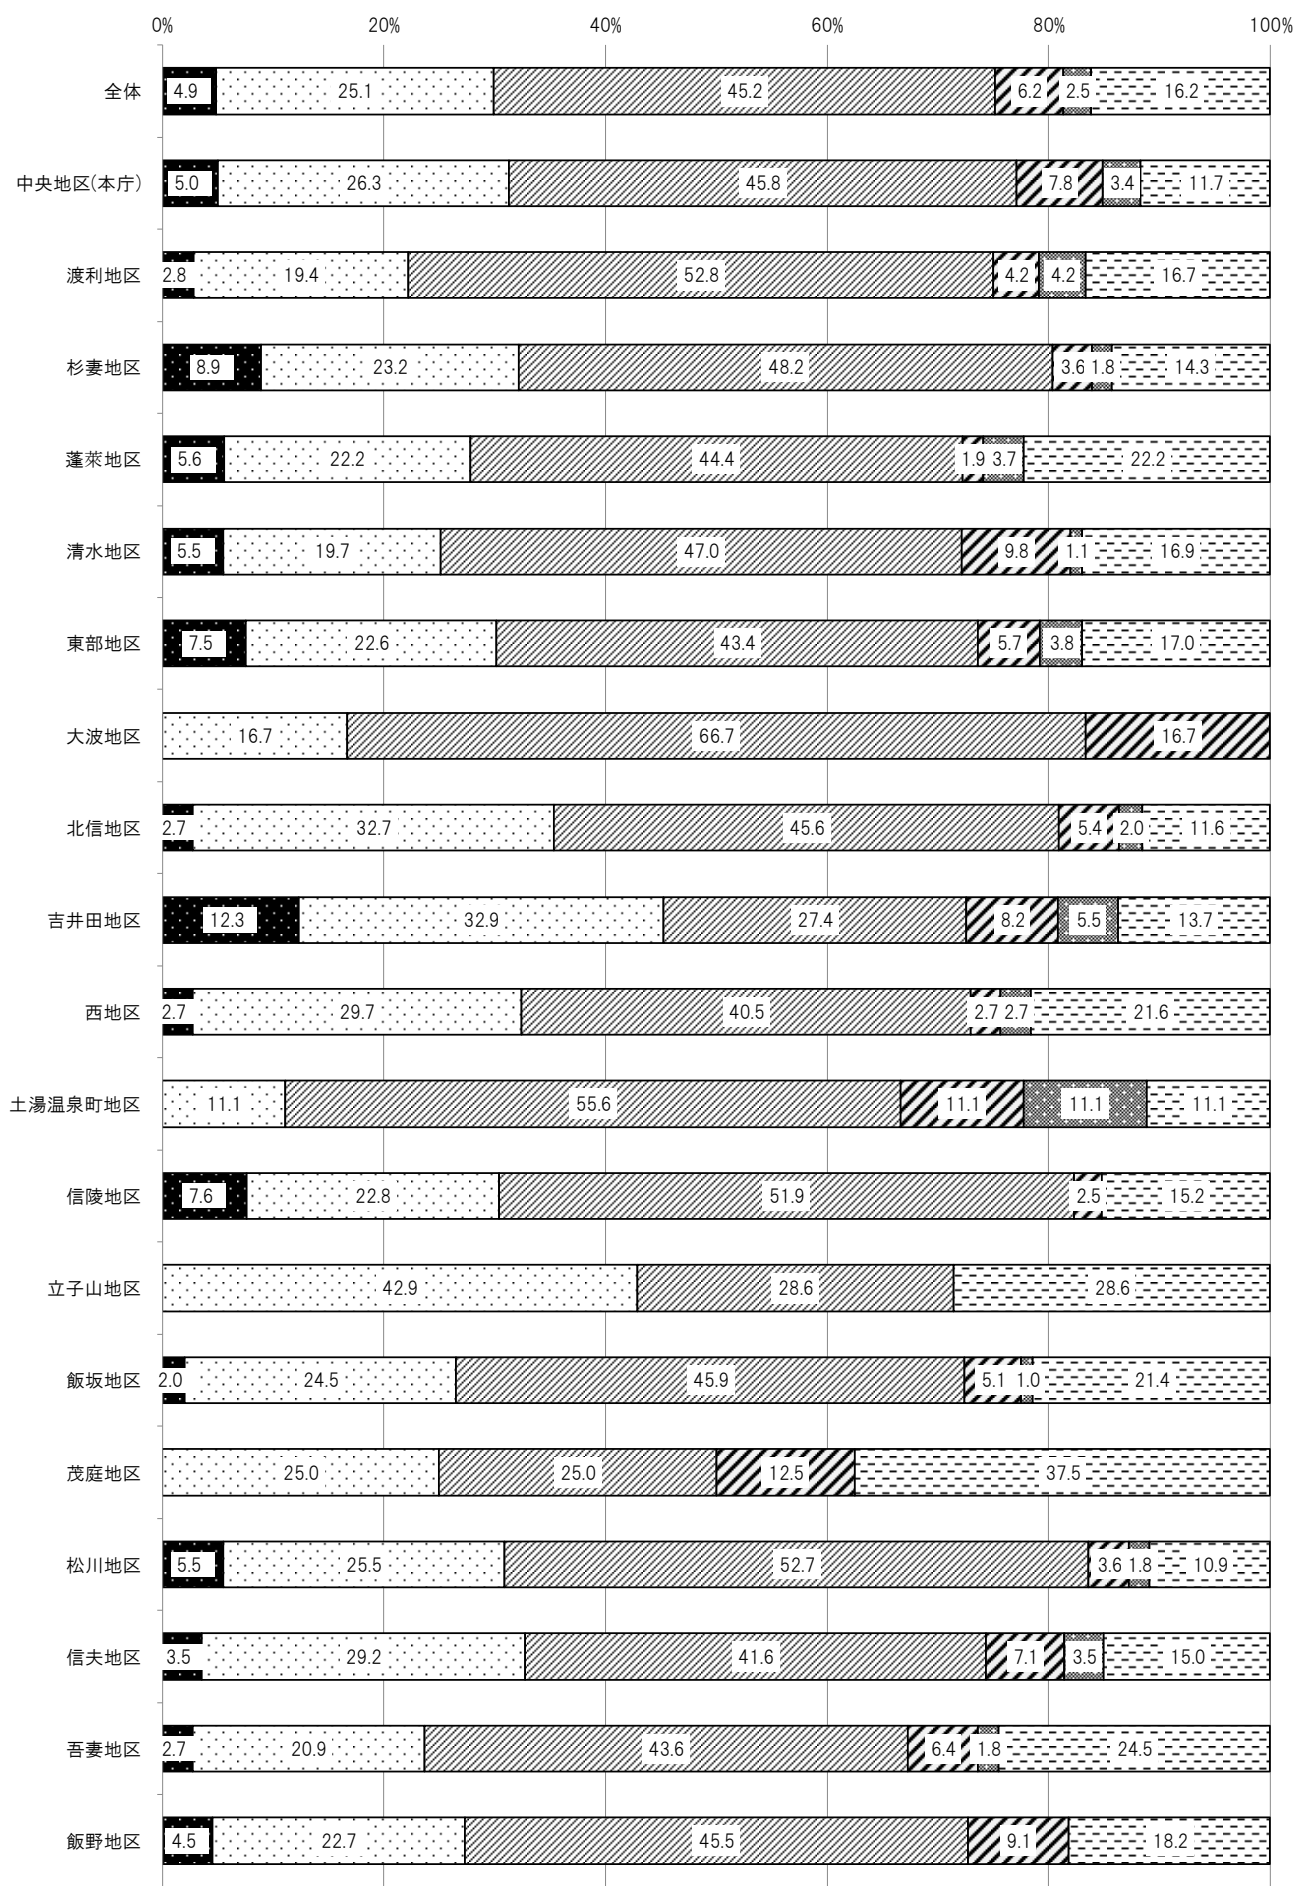 0% 20% 40% 60% 80% 100%
全体 4.9 25.1 45.2 6.2 2.5 16.2
中央地区(本庁) 5.0 26.3 45.8 7.8 3.4 11.7
渡利地区 2.8 19.4 52.8 4.2 4.2 16.7
杉妻地区 8.9 23.2 48.2 3.6 1.8 14.3
蓬萊地区 5.6 22.2 44.4 1.9 3.7 22.2
清水地区 5.5 19.7 47.0 9.8 1.1 16.9
東部地区 7.5 22.6 43.4 5.7 3.8 17.0
大波地区 16.7 66.7 16.7
北信地区 2.7 32.7 45.6 5.4 2.0 11.6
吉井田地区 12.3 32.9 27.4 8.2 5.5 13.7
西地区 2.7 29.7 40.5 2.7 2.7 21.6
土湯温泉町地区 11.1 55.6 11.1 11.1 11.1
信陵地区 7.6 22.8 51.9 2.5 15.2
立子山地区 42.9 28.6 28.6
飯坂地区 2.0 24.5 45.9 5.1 1.0 21.4
茂庭地区 25.0 25.0 12.5 37.5
松川地区 5.5 25.5 52.7 3.6 1.8 10.9
信夫地区 3.5 29.2 41.6 7.1 3.5 15.0
吾妻地区 2.7 20.9 43.6 6.4 1.8 24.5
飯野地区 4.5 22.7 45.5 9.1 18.2